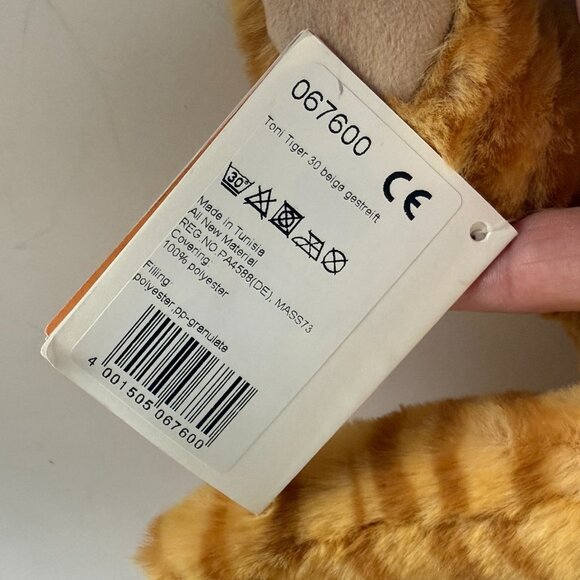 067600
Toni Tiger 30 beige gestreift
CE
30°
Made in Tunisia
All New Material
REG.NO PA4588(DE), MASS73
Covering:
100% polyester
Filling:
polyester,pp-granulate
4 001505 067600